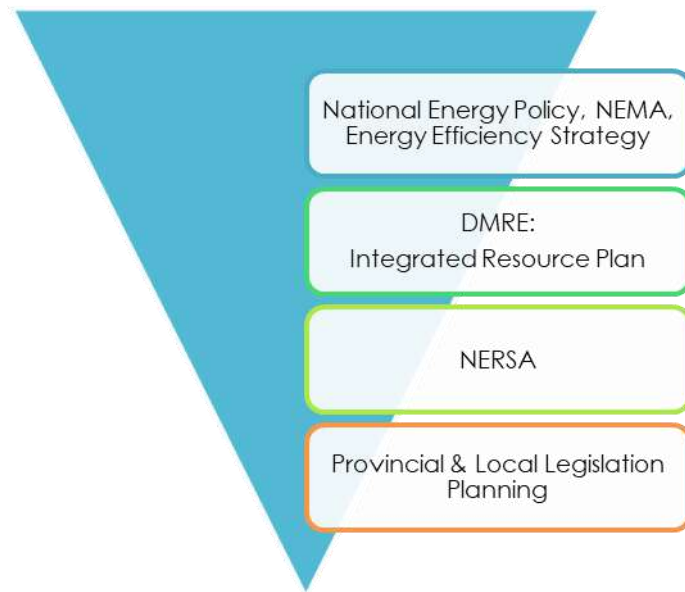 National Energy Policy, NEMA,
Energy Efficiency Strategy
DMRE:
Integrated Resource Plan
NERSA
Provincial & Local Legislation
Planning